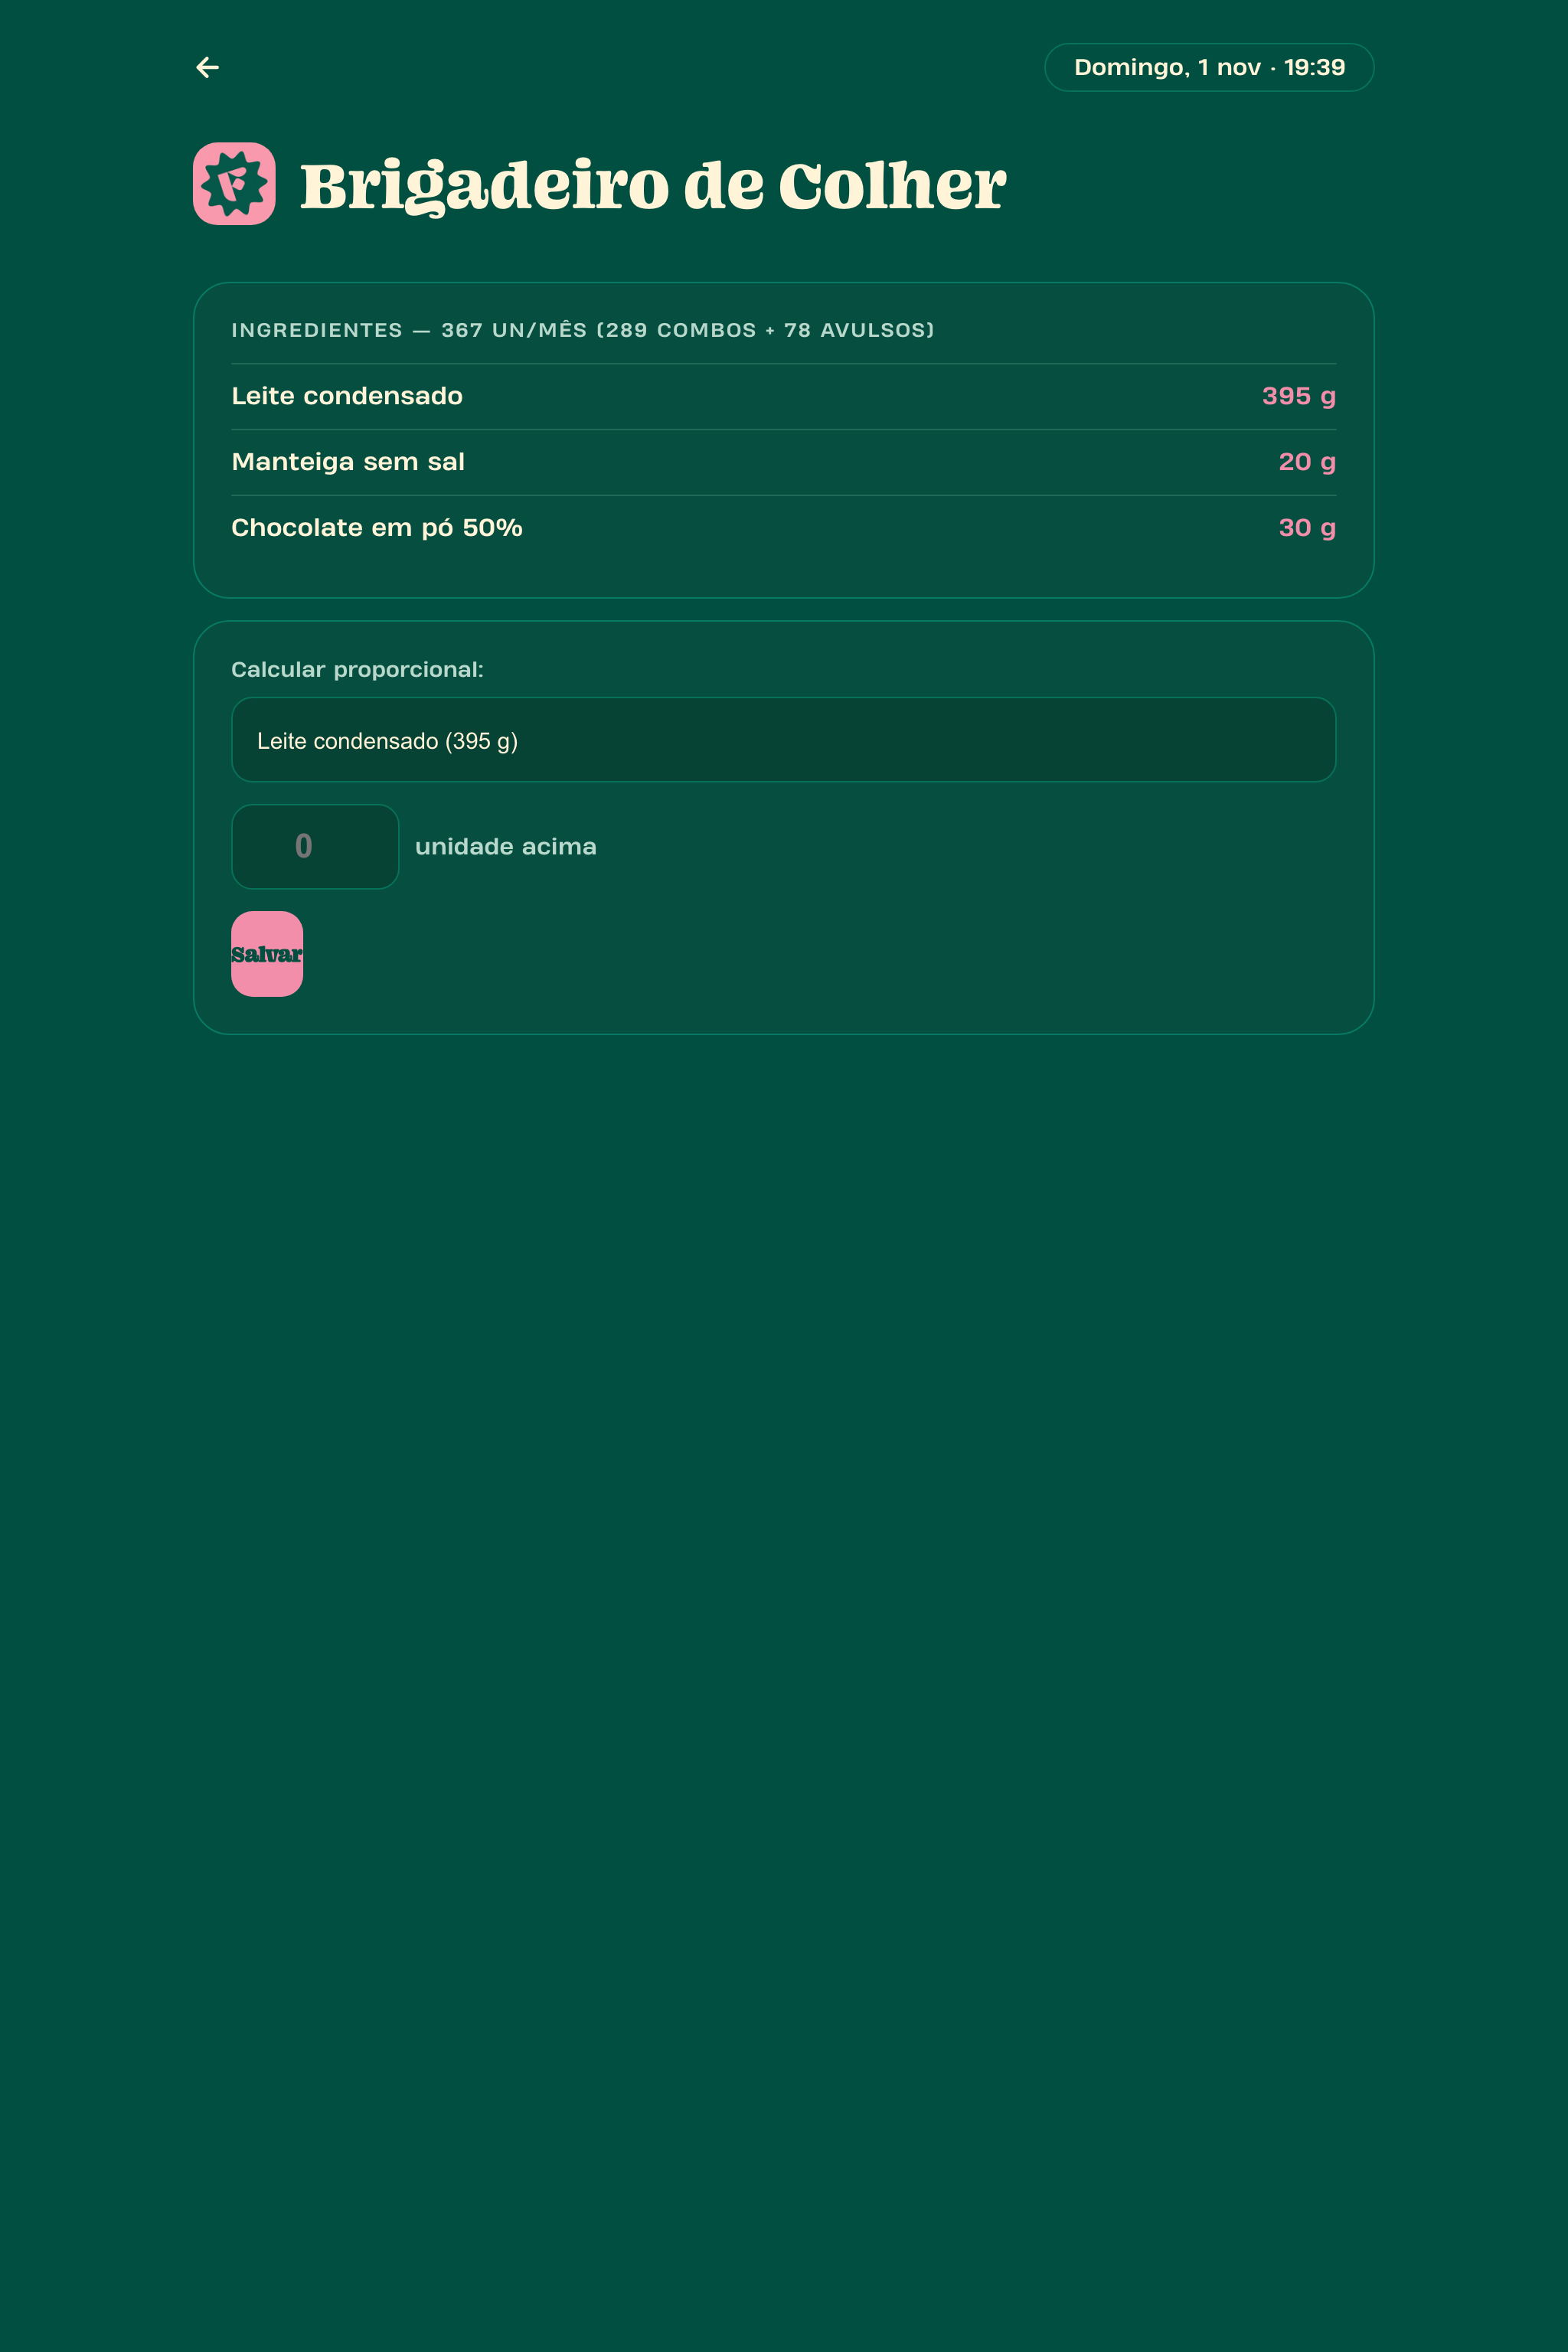 Domingo, 1 nov · 19:39
Brigadeiro de Colher
INGREDIENTES — 367 UN/MÊS (289 COMBOS + 78 AVULSOS)
Leite condensado 395 g
Manteiga sem sal 20 g
Chocolate em pó 50% 30 g
Calcular proporcional:
Leite condensado (395 g)
0 unidade acima
Salvar